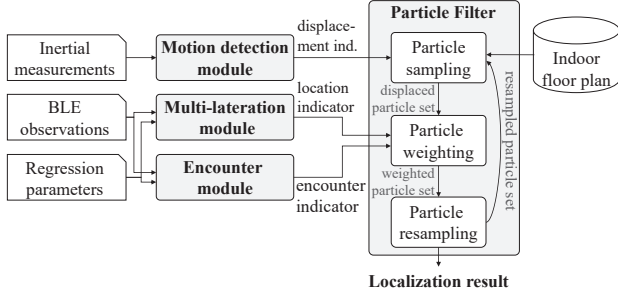 displace-
ment ind.
Particle Filter
Inertial
measurements
Motion detection
module
Particle
sampling
Indoor
floor plan
displaced
particle set
resampled particle set
BLE
observations
Multi-lateration
module
location
indicator
Particle
weighting
Regression
parameters
Encounter
module
encounter
indicator
weighted
particle set
Particle
resampling
Localization result